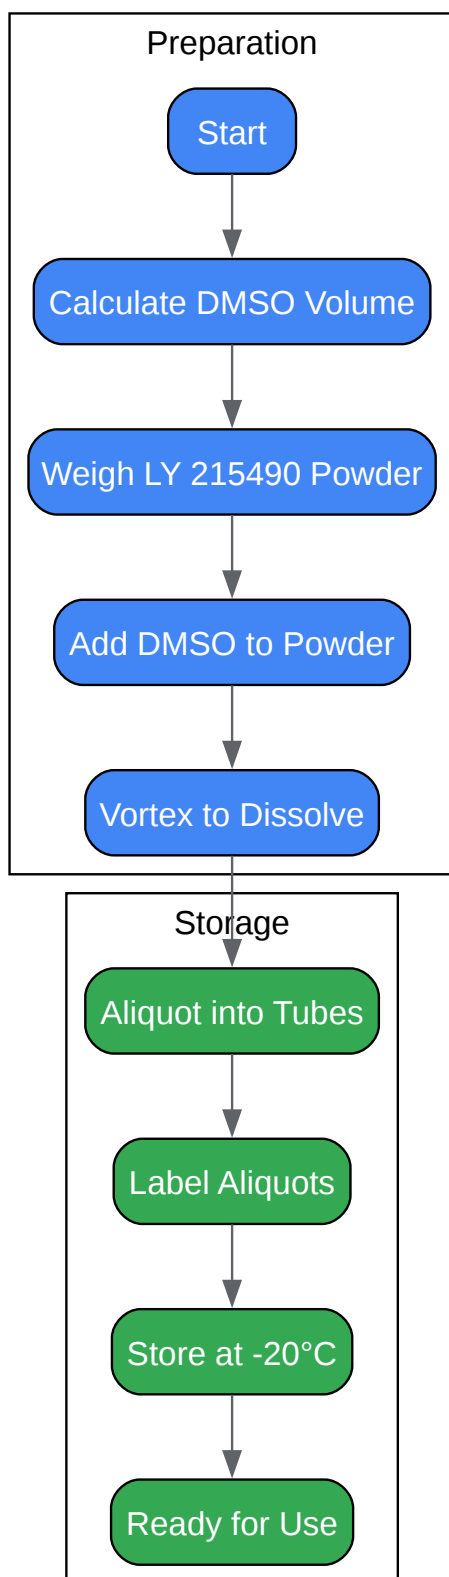 Preparation
Start
Calculate DMSO Volume
Weigh LY 215490 Powder
Add DMSO to Powder
Vortex to Dissolve
Storage
Aliquot into Tubes
Label Aliquots
Store at -20°C
Ready for Use